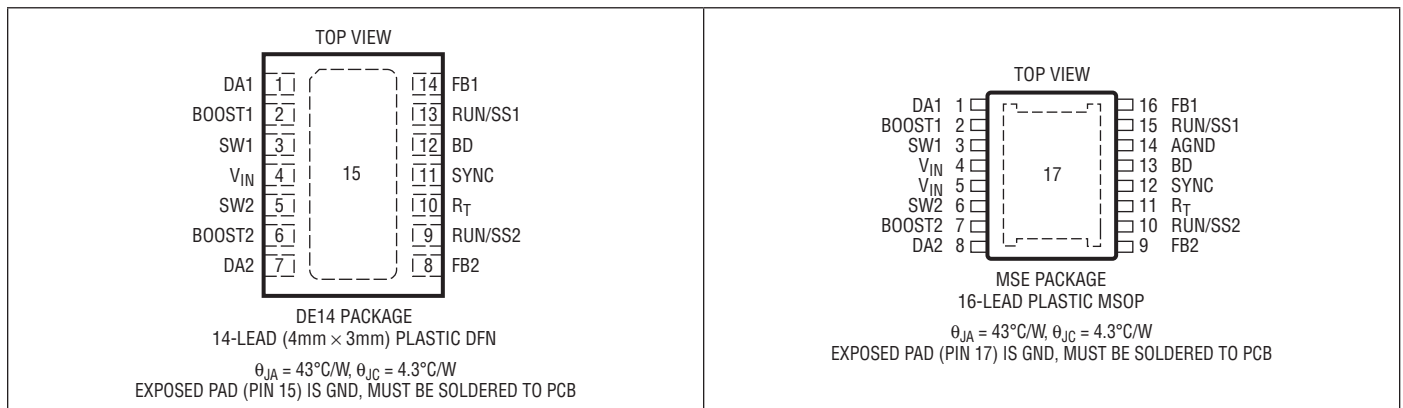 TOP VIEW
DA1 1 14 FB1
BOOST1 2 13 RUN/SS1
SW1 3 12 BD
VIN 4 11 SYNC
SW2 5 10 RT
BOOST2 6 9 RUN/SS2
DA2 7 8 FB2
15
DE14 PACKAGE
14-LEAD (4mm × 3mm) PLASTIC DFN
θJA = 43°C/W, θJC = 4.3°C/W
EXPOSED PAD (PIN 15) IS GND, MUST BE SOLDERED TO PCB
TOP VIEW
DA1 1 16 FB1
BOOST1 2 15 RUN/SS1
SW1 3 14 AGND
VIN 4 13 BD
VIN 5 12 SYNC
SW2 6 11 RT
BOOST2 7 10 RUN/SS2
DA2 8 9 FB2
17
MSE PACKAGE
16-LEAD PLASTIC MSOP
θJA = 43°C/W, θJC = 4.3°C/W
EXPOSED PAD (PIN 17) IS GND, MUST BE SOLDERED TO PCB